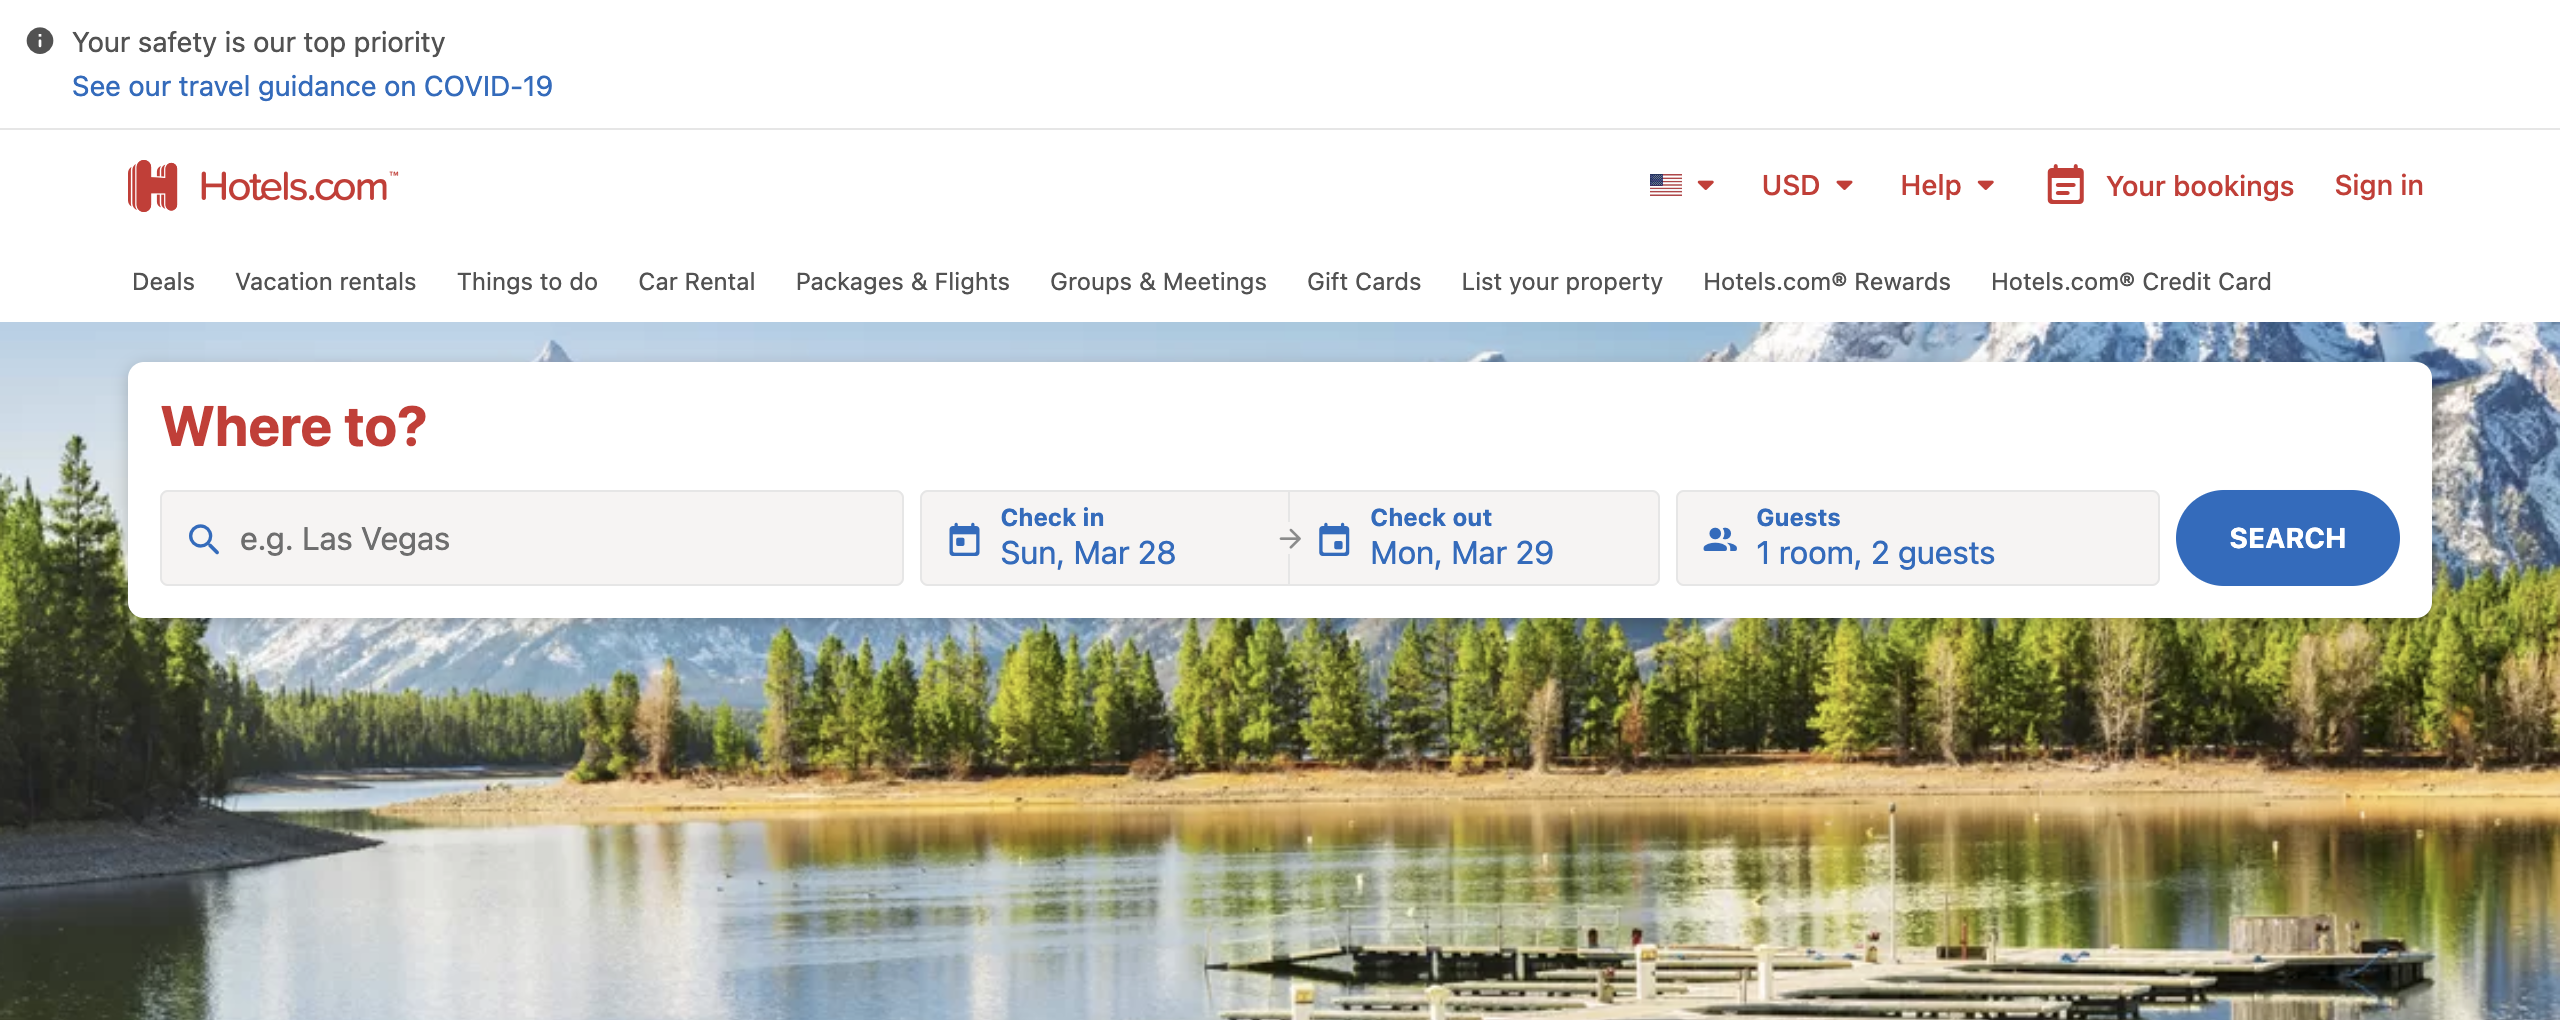 Your safety is our top priority
See our travel guidance on COVID-19
Hotels.com™
USD
Help
Your bookings
Sign in
Deals
Vacation rentals
Things to do
Car Rental
Packages & Flights
Groups & Meetings
Gift Cards
List your property
Hotels.com® Rewards
Hotels.com® Credit Card
Where to?
e.g. Las Vegas
Check in
Sun, Mar 28
Check out
Mon, Mar 29
Guests
1 room, 2 guests
SEARCH